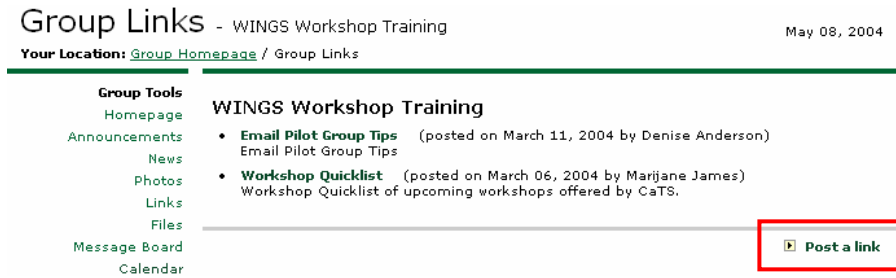 Group Links - WINGS Workshop Training
May 08, 2004
Your Location: Group Homepage / Group Links
Group Tools
Homepage
Announcements
News
Photos
Links
Files
Message Board
Calendar
WINGS Workshop Training
• Email Pilot Group Tips (posted on March 11, 2004 by Denise Anderson)
Email Pilot Group Tips
• Workshop Quicklist (posted on March 06, 2004 by Marijane James)
Workshop Quicklist of upcoming workshops offered by CaTS.
Post a link